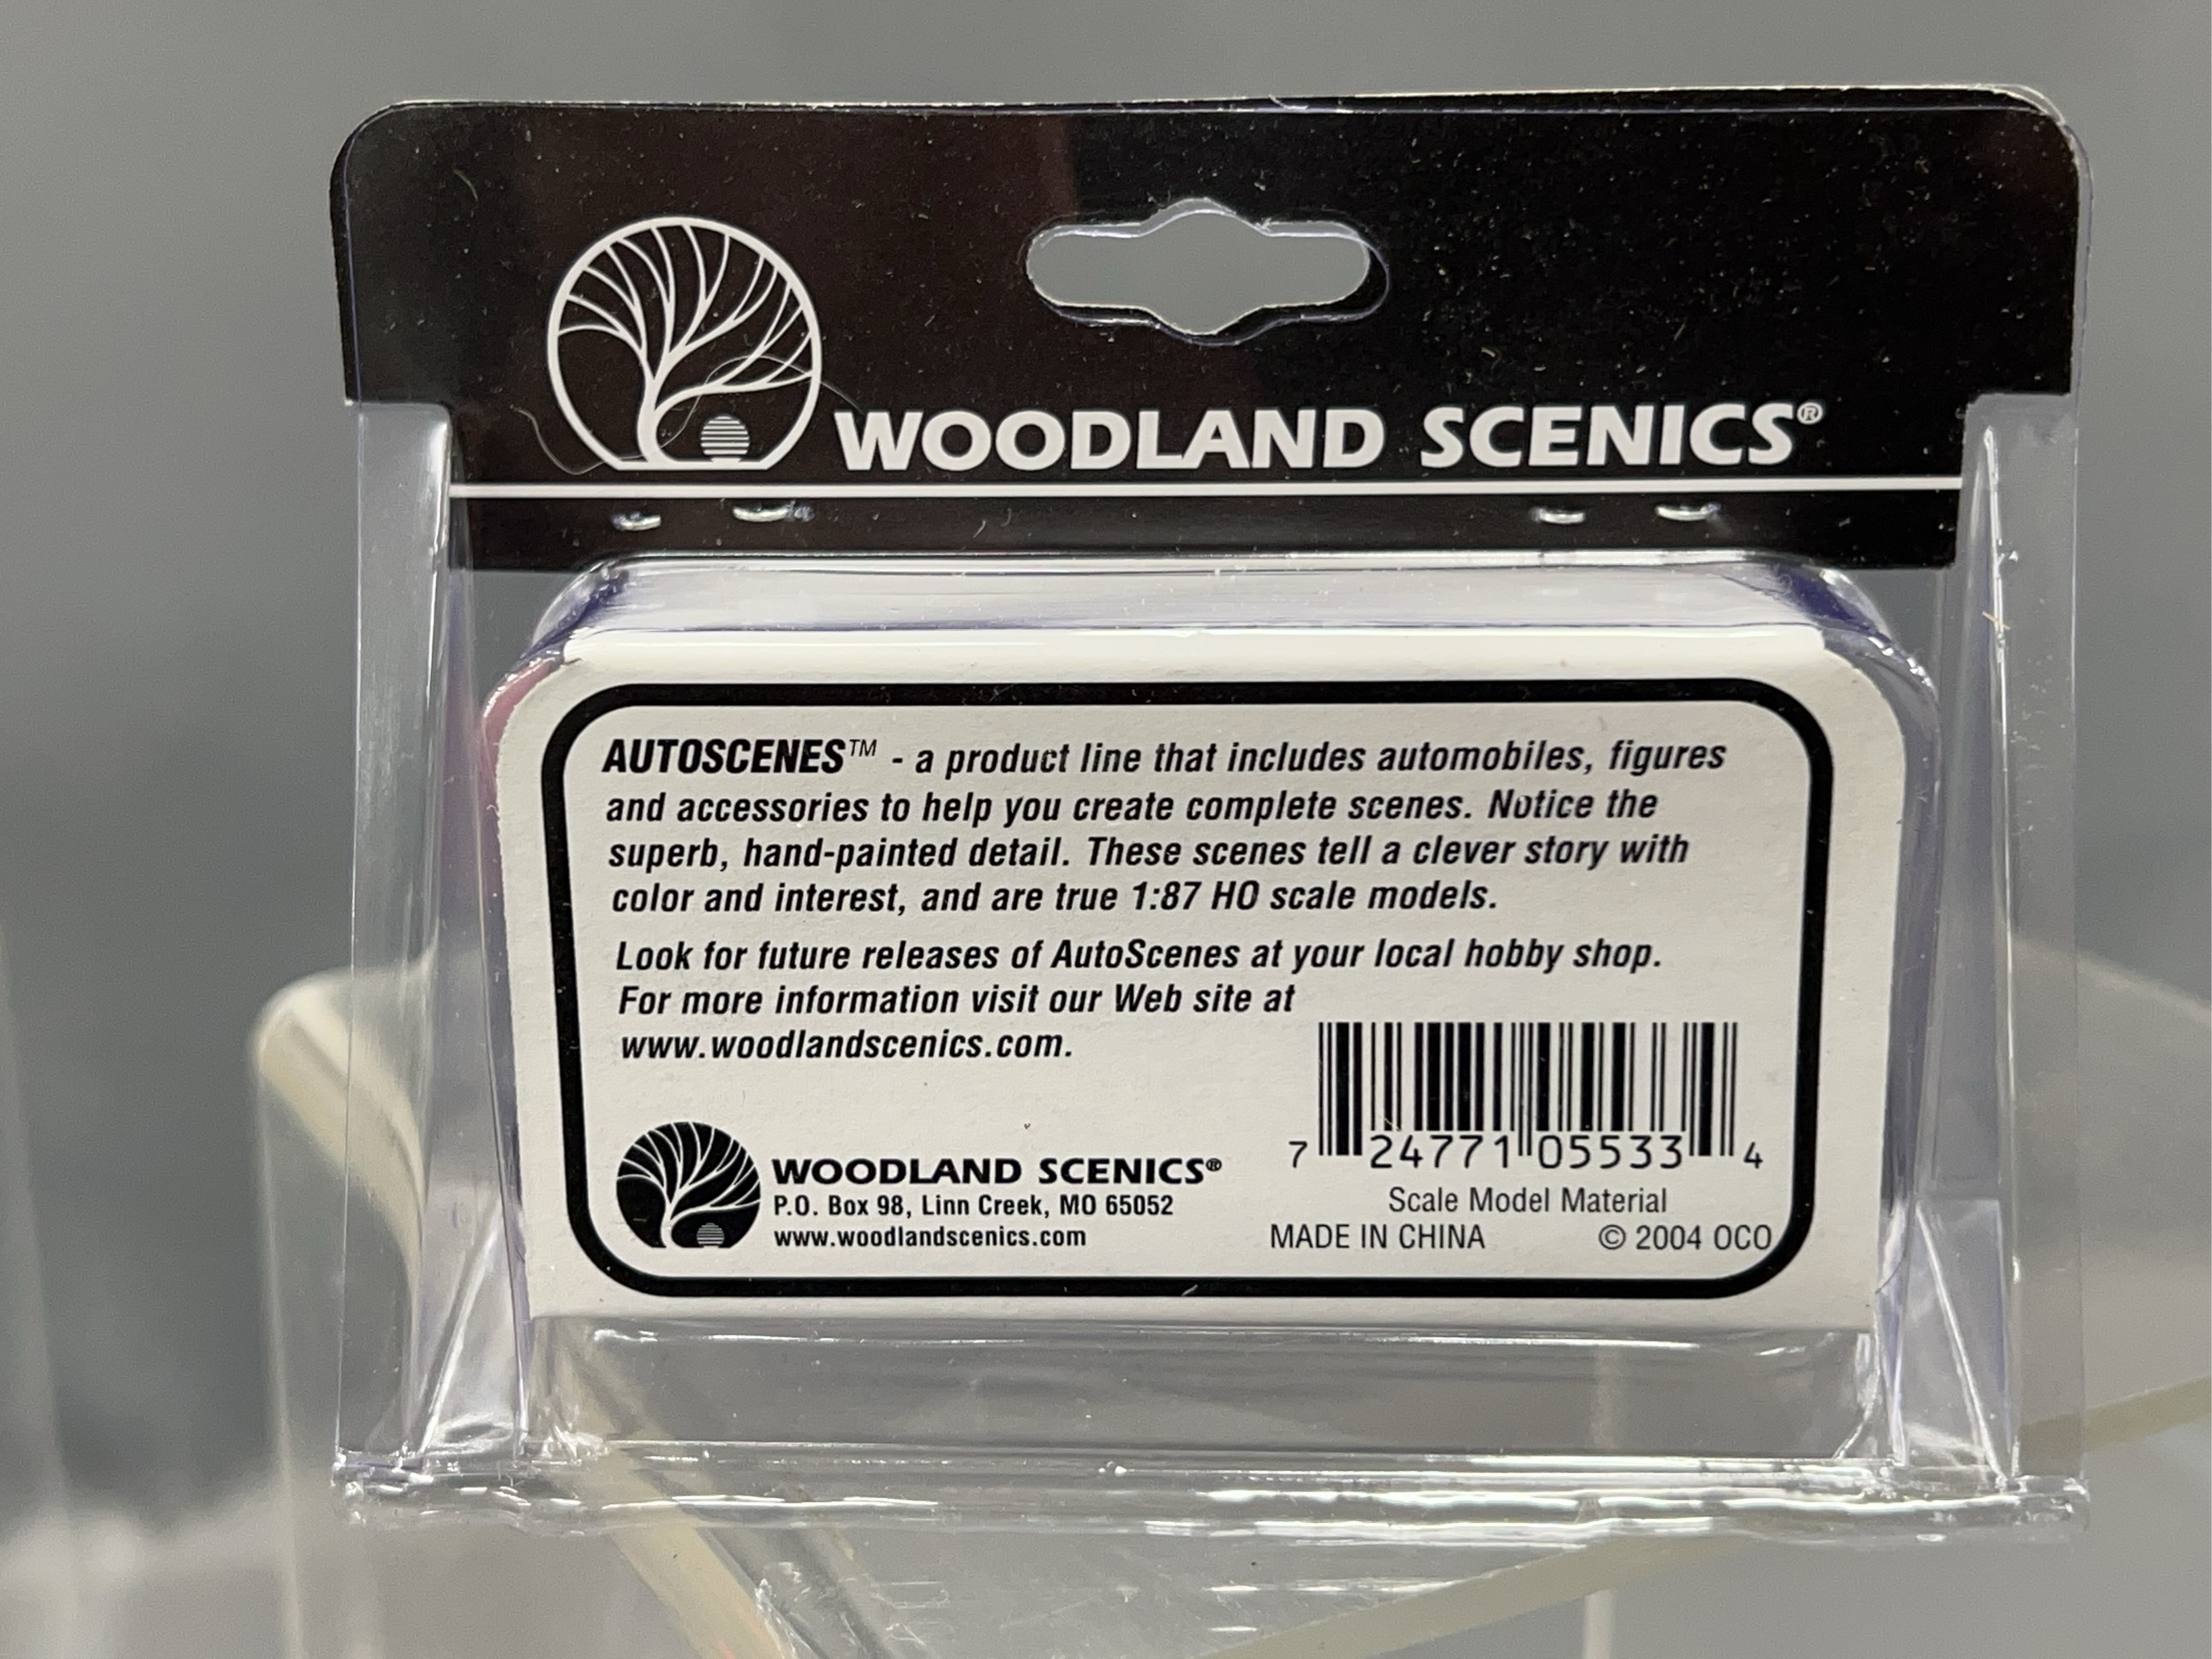 WOODLAND SCENICS®
AUTOSCENES™ - a product line that includes automobiles, figures
and accessories to help you create complete scenes. Notice the
superb, hand-painted detail. These scenes tell a clever story with
color and interest, and are true 1:87 HO scale models.
Look for future releases of AutoScenes at your local hobby shop.
For more information visit our Web site at
www.woodlandscenics.com.
7 24771 05533 4
WOODLAND SCENICS®
P.O. Box 98, Linn Creek, MO 65052
www.woodlandscenics.com
Scale Model Material
MADE IN CHINA © 2004 OCO